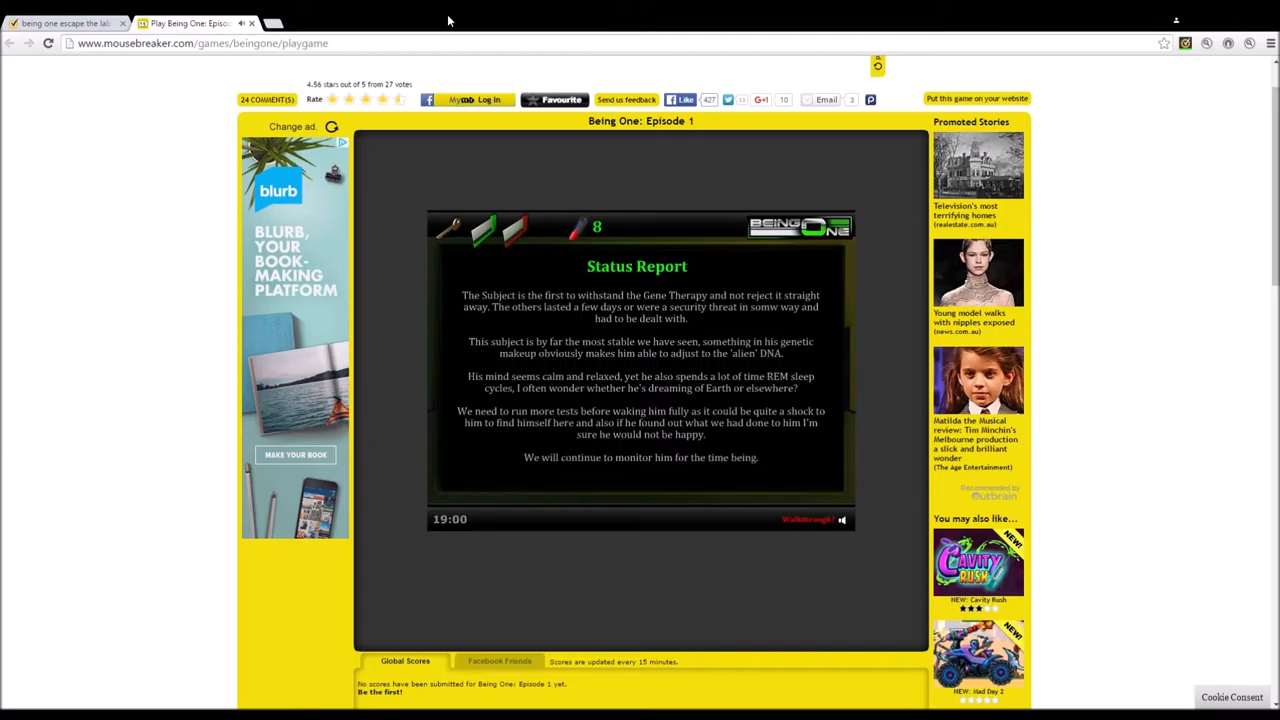 being one escape the lab
Play Being One: Episo
www.mousebreaker.com/games/beingone/playgame
4.56 stars out of 5 from 27 votes
24 COMMENT(S)
Rate
Log In
Favourite
Send us feedback
Like
427
11
+1
10
Email
3
Put this game on your website
Change ad.
Being One: Episode 1
Promoted Stories
blurb
BLURB,
YOUR
BOOK-
MAKING
PLATFORM
MAKE YOUR BOOK
8
BEING ONE
Status Report
The Subject is the first to withstand the Gene Therapy and not reject it straight
away. The others lasted a few days or were a security threat in somw way and
had to be dealt with.
This subject is by far the most stable we have seen, something in his genetic
makeup obviously makes him able to adjust to the 'alien' DNA.
His mind seems calm and relaxed, yet he also spends a lot of time REM sleep
cycles, I often wonder whether he's dreaming of Earth or elsewhere?
We need to run more tests before waking him fully as it could be quite a shock to
him to find himself here and also if he found out what we had done to him I'm
sure he would not be happy.
We will continue to monitor him for the time being.
19:00
Walkthrough!
Television's most
terrifying homes
(realestate.com.au)
Young model walks
with nipples exposed
(news.com.au)
Matilda the Musical
review: Tim Minchin's
Melbourne production
a slick and brilliant
wonder
(The Age Entertainment)
Recommended by
Outbrain
You may also like...
NEW!
CAVITY
RUSH
NEW: Cavity Rush
NEW!
NEW: Mad Day 2
Global Scores
Facebook Friends
Scores are updated every 15 minutes.
No scores have been submitted for Being One: Episode 1 yet.
Be the first!
Cookie Consent